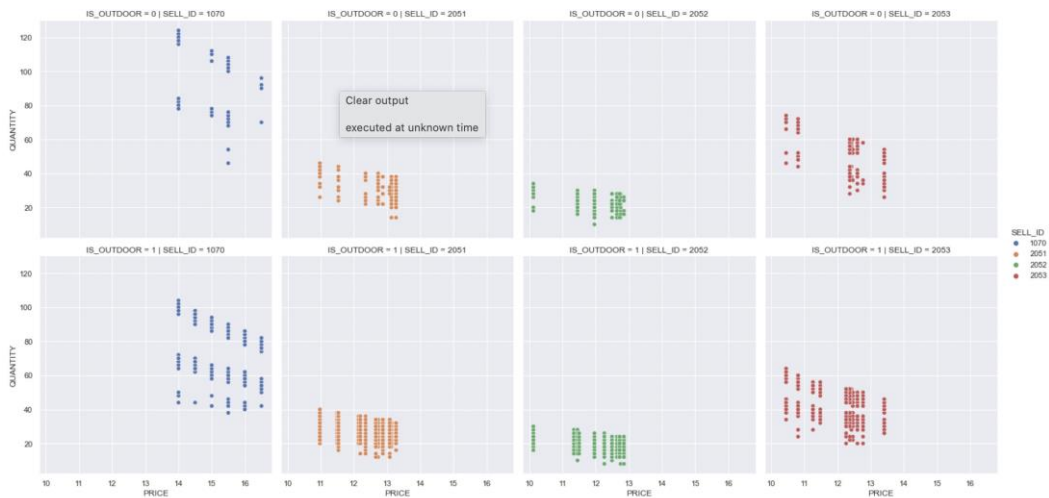 IS_OUTDOOR = 0 | SELL_ID = 1070
IS_OUTDOOR = 0 | SELL_ID = 2051
IS_OUTDOOR = 0 | SELL_ID = 2052
IS_OUTDOOR = 0 | SELL_ID = 2053
120
100
80
60
40
20
QUANTITY
Clear output
executed at unknown time
IS_OUTDOOR = 1 | SELL_ID = 1070
IS_OUTDOOR = 1 | SELL_ID = 2051
IS_OUTDOOR = 1 | SELL_ID = 2052
IS_OUTDOOR = 1 | SELL_ID = 2053
SELL_ID
1070
2051
2052
2053
120
100
80
60
40
20
QUANTITY
10 11 12 13 14 15 16
10 11 12 13 14 15 16
10 11 12 13 14 15 16
10 11 12 13 14 15 16
PRICE
PRICE
PRICE
PRICE